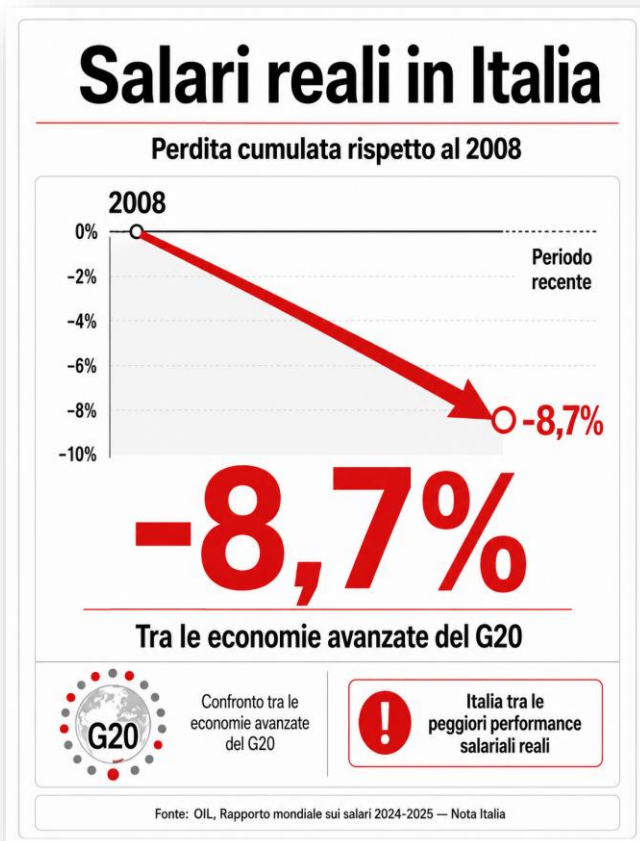 Salari reali in Italia
Perdita cumulata rispetto al 2008
2008
0%
Periodo
recente
−2%
−4%
−6%
−8%
-8,7%
−10%
-8,7%
Tra le economie avanzate del G20
G20
Confronto tra le
economie avanzate
del G20
!
Italia tra le
peggiori performance
salariali reali
Fonte: OIL, Rapporto mondiale sui salari 2024-2025 — Nota Italia